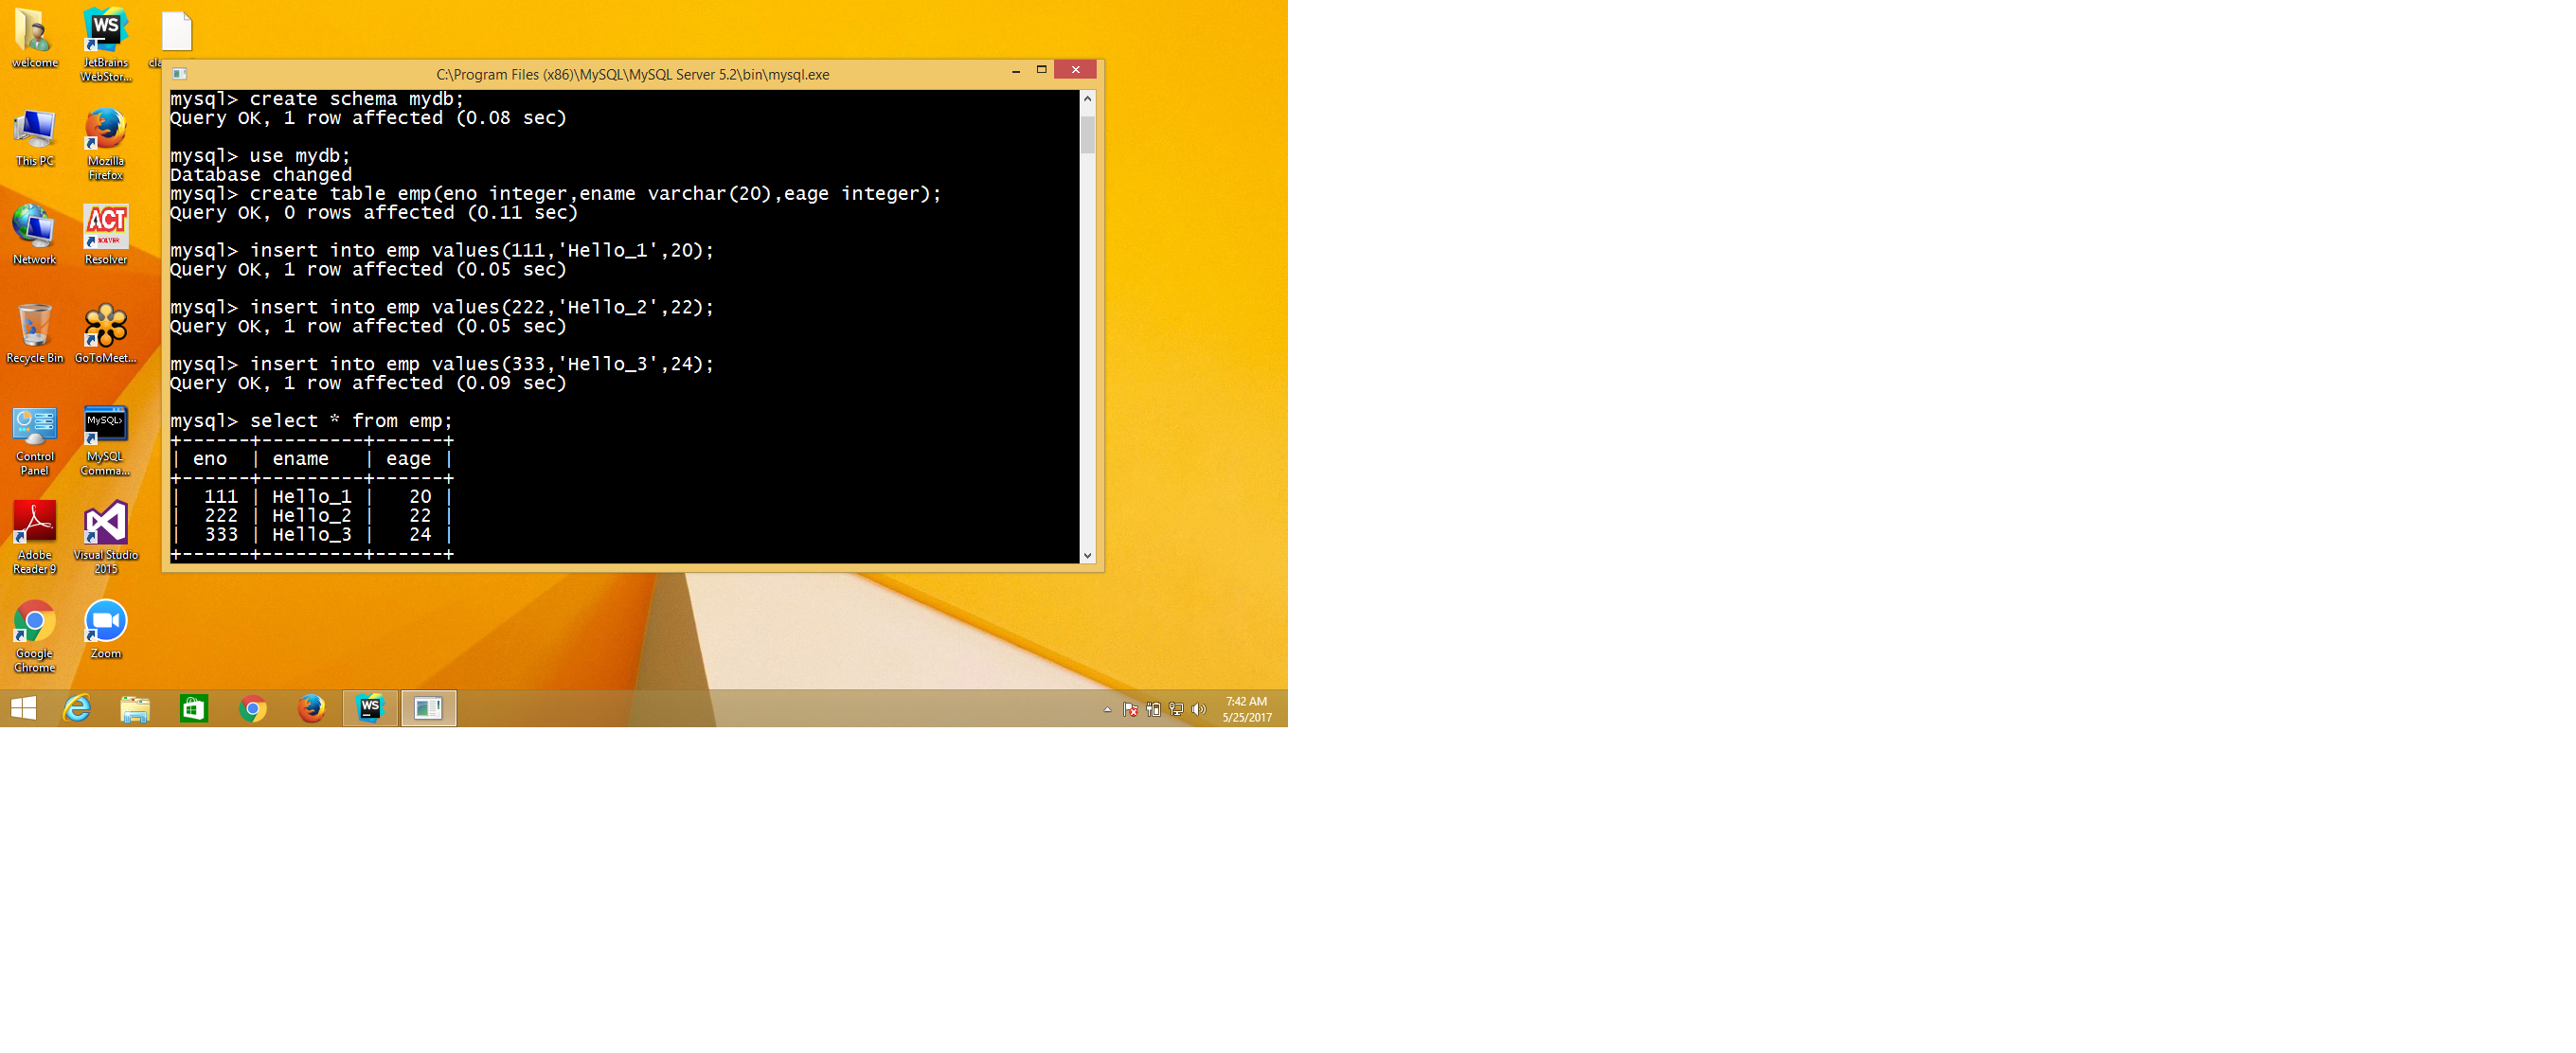 welcome
JetBrains
WebStor...
This PC
Mozilla
Firefox
Network
ACT
Resolver
Recycle Bin
GoToMeet...
Control
Panel
MySQL>
MySQL
Comma...
Adobe
Reader 9
Visual Studio
2015
Google
Chrome
Zoom
WS
C:\Program Files (x86)\MySQL\MySQL Server 5.2\bin\mysql.exe
mysql> create schema mydb;
Query OK, 1 row affected (0.08 sec)
mysql> use mydb;
Database changed
mysql> create table emp(eno integer,ename varchar(20),eage integer);
Query OK, 0 rows affected (0.11 sec)
mysql> insert into emp values(111,'Hello_1',20);
Query OK, 1 row affected (0.05 sec)
mysql> insert into emp values(222,'Hello_2',22);
Query OK, 1 row affected (0.05 sec)
mysql> insert into emp values(333,'Hello_3',24);
Query OK, 1 row affected (0.09 sec)
mysql> select * from emp;
+------+---------+------+
| eno  | ename   | eage |
+------+---------+------+
|  111 | Hello_1 |   20 |
|  222 | Hello_2 |   22 |
|  333 | Hello_3 |   24 |
+------+---------+------+
WS
7:42 AM
5/25/2017